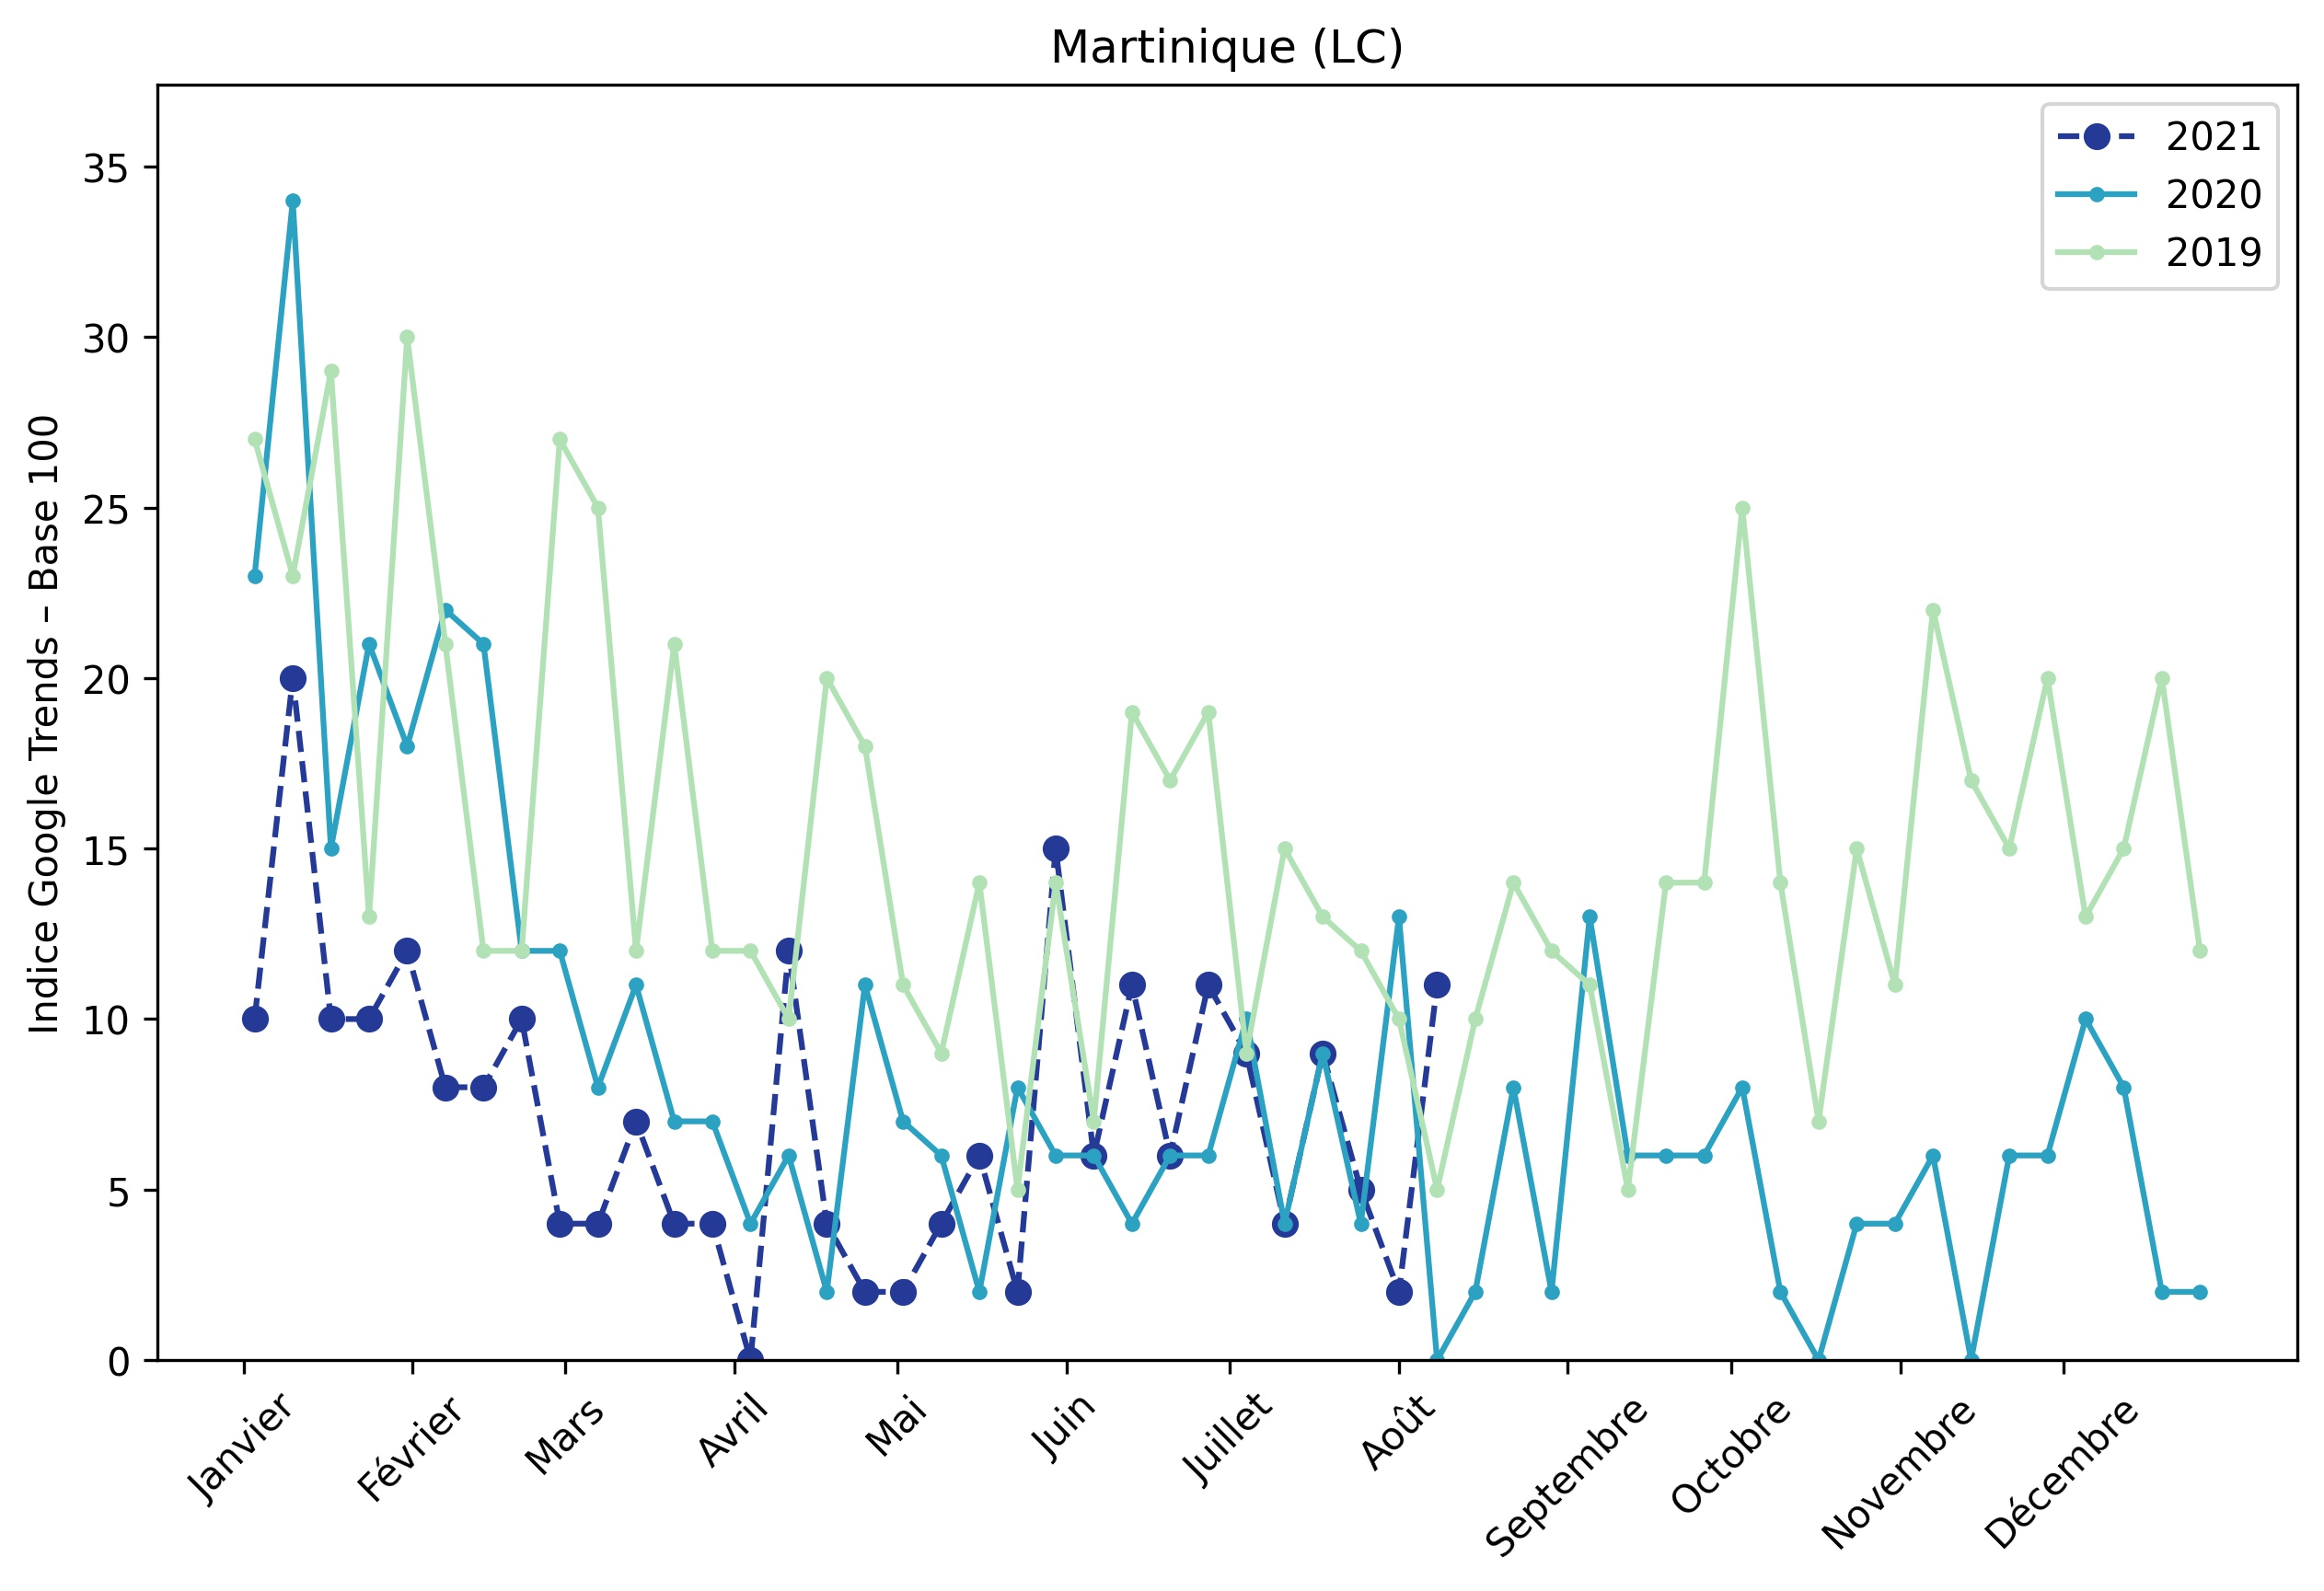 Martinique (LC)
Indice Google Trends – Base 100
35
30
25
20
15
10
5
0
2021
2020
2019
Janvier
Février
Mars
Avril
Mai
Juin
Juillet
Août
Septembre
Octobre
Novembre
Décembre